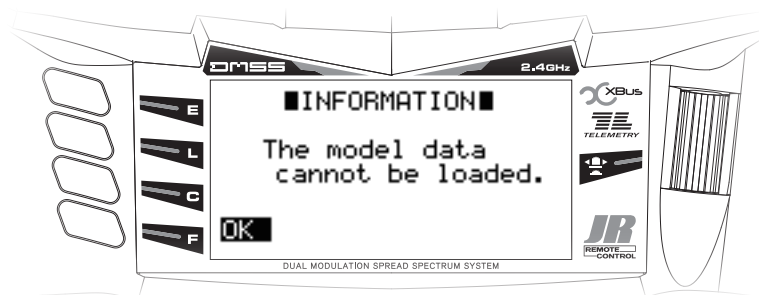 DMSS
2.4GHz
■INFORMATION■
The model data
cannot be loaded.
OK
E
L
C
F
XBUS
TELEMETRY
JR
REMOTE
CONTROL
DUAL MODULATION SPREAD SPECTRUM SYSTEM